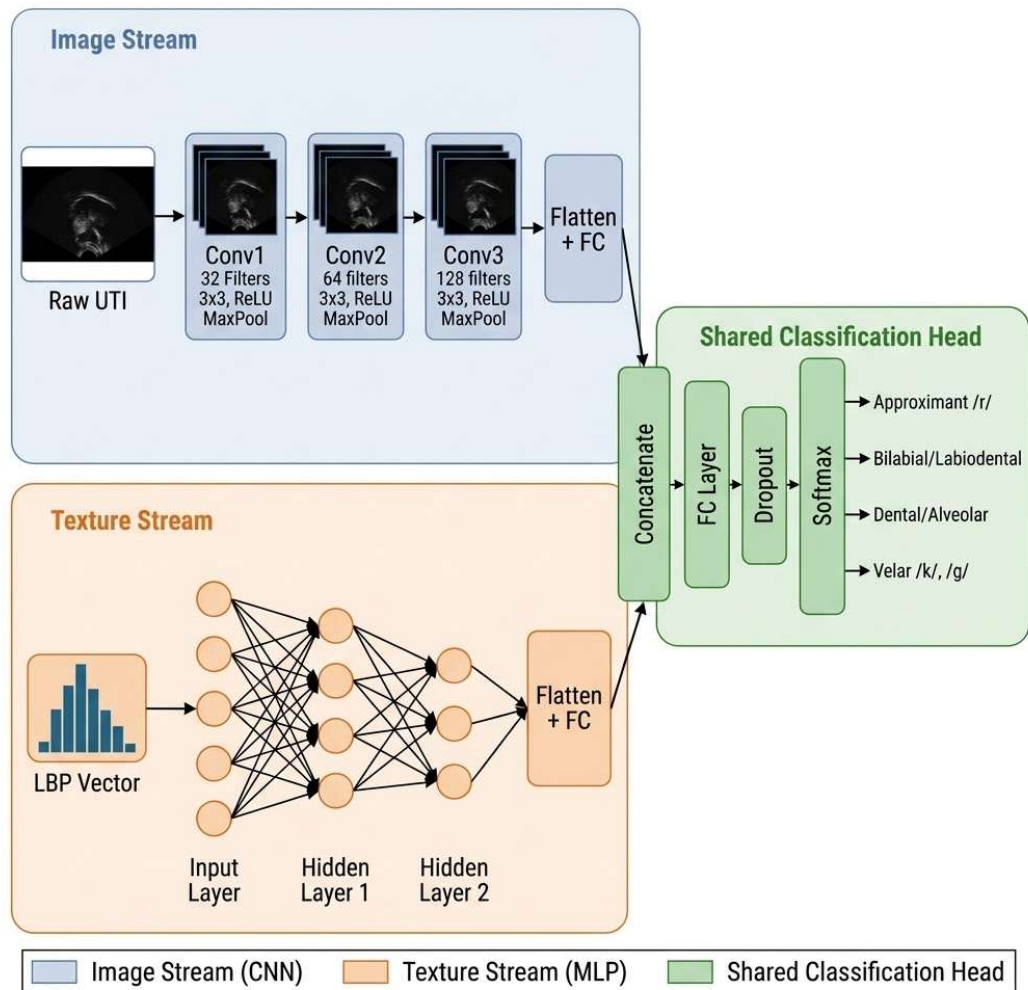 Image Stream
Raw UTI
Conv1
32 Filters
3x3, ReLU
MaxPool
Conv2
64 filters
3x3, ReLU
MaxPool
Conv3
128 filters
3x3, ReLU
MaxPool
Flatten
+ FC
Texture Stream
LBP Vector
Input
Layer
Hidden
Layer 1
Hidden
Layer 2
Flatten
+ FC
Shared Classification Head
Concatenate
FC Layer
Dropout
Softmax
Approximant /r/
Bilabial/Labiodental
Dental/Alveolar
Velar /k/, /g/
Image Stream (CNN)
Texture Stream (MLP)
Shared Classification Head